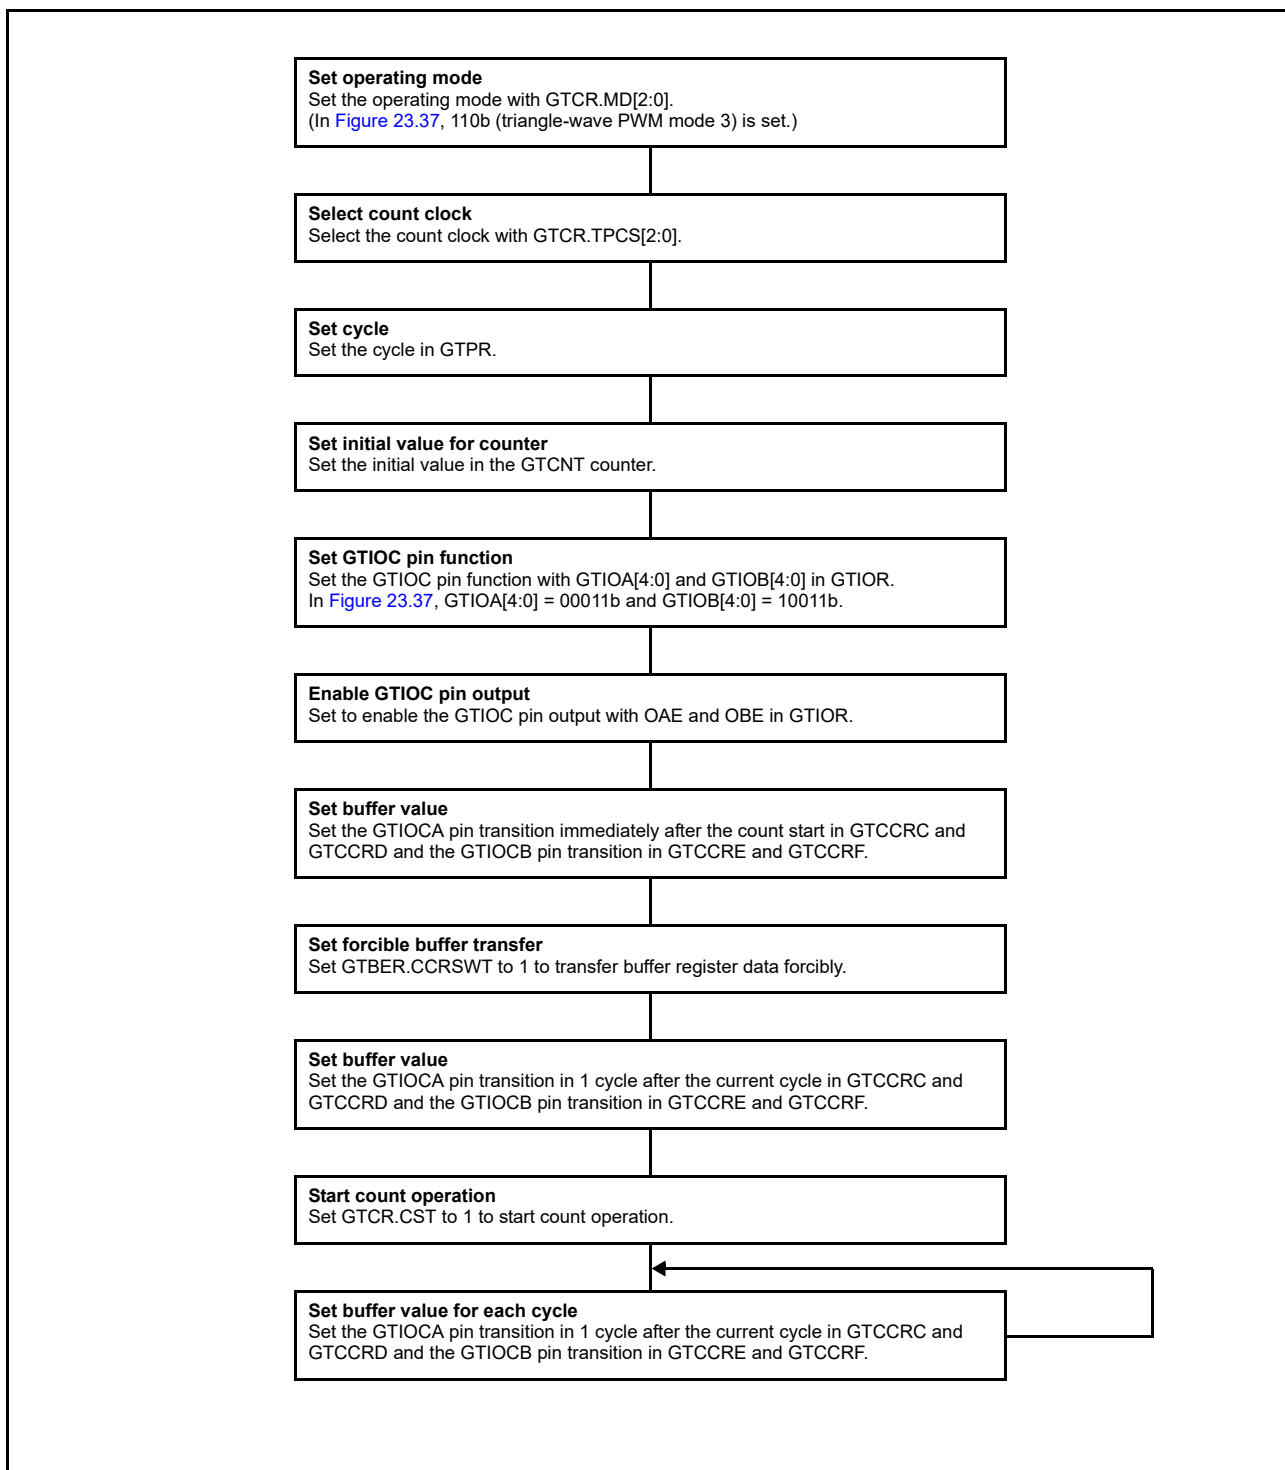 Set operating mode
Set the operating mode with GTCR.MD[2:0].
(In Figure 23.37, 110b (triangle-wave PWM mode 3) is set.)
Select count clock
Select the count clock with GTCR.TPCS[2:0].
Set cycle
Set the cycle in GTPR.
Set initial value for counter
Set the initial value in the GTCNT counter.
Set GTIOC pin function
Set the GTIOC pin function with GTIOA[4:0] and GTIOB[4:0] in GTIOR.
In Figure 23.37, GTIOA[4:0] = 00011b and GTIOB[4:0] = 10011b.
Enable GTIOC pin output
Set to enable the GTIOC pin output with OAE and OBE in GTIOR.
Set buffer value
Set the GTIOCA pin transition immediately after the count start in GTCCRC and
GTCCRD and the GTIOCB pin transition in GTCCRE and GTCCRF.
Set forcible buffer transfer
Set GTBER.CCRSWT to 1 to transfer buffer register data forcibly.
Set buffer value
Set the GTIOCA pin transition in 1 cycle after the current cycle in GTCCRC and
GTCCRD and the GTIOCB pin transition in GTCCRE and GTCCRF.
Start count operation
Set GTCR.CST to 1 to start count operation.
Set buffer value for each cycle
Set the GTIOCA pin transition in 1 cycle after the current cycle in GTCCRC and
GTCCRD and the GTIOCB pin transition in GTCCRE and GTCCRF.